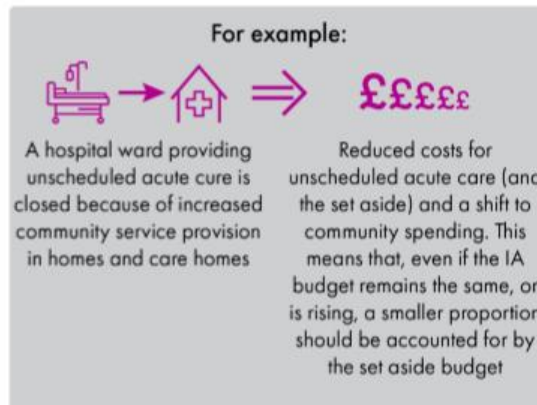 For example:
£££££
A hospital ward providing
unscheduled acute cure is
closed because of increased
community service provision
in homes and care homes
Reduced costs for
unscheduled acute care (and
the set aside) and a shift to
community spending. This
means that, even if the IA
budget remains the same, or
is rising, a smaller proportion
should be accounted for by
the set aside budget